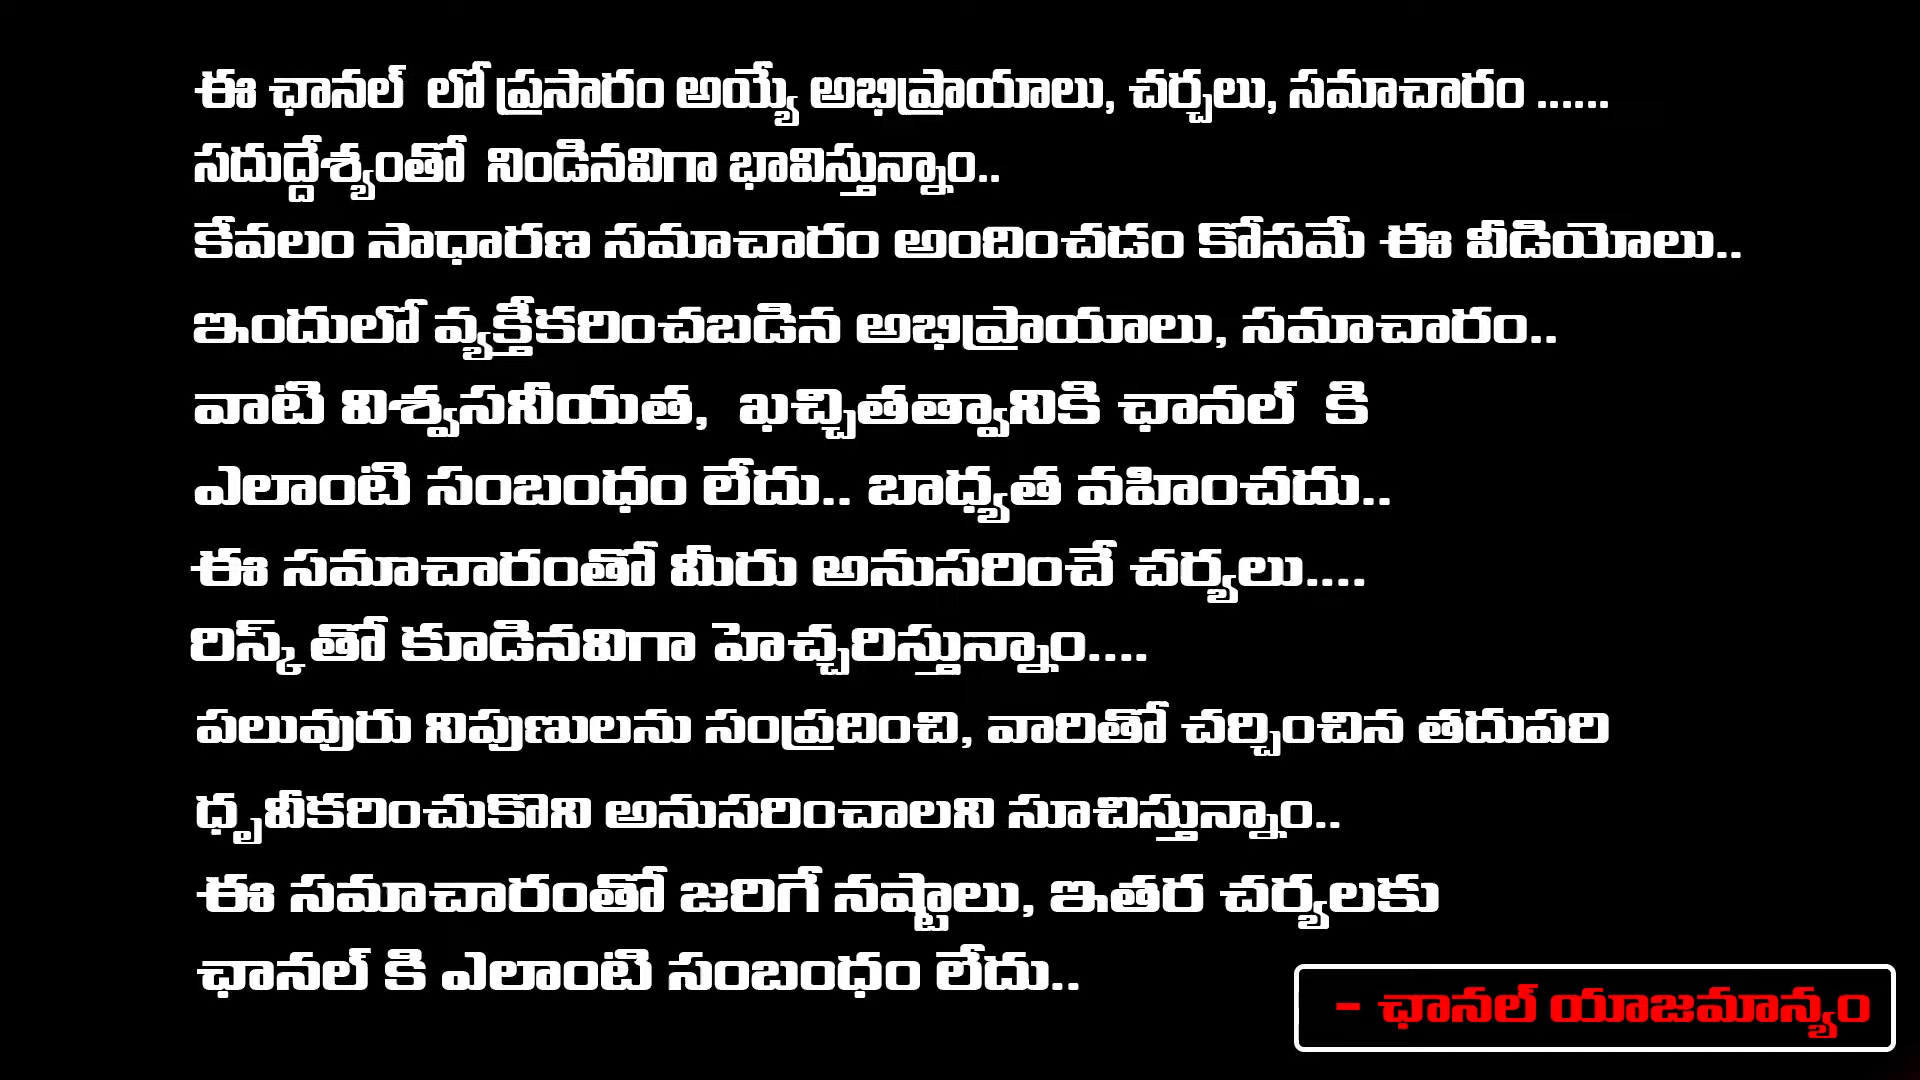 ఈ ఛానల్ లో ప్రసారం అయ్యే అభిప్రాయాలు, చర్చలు, సమాచారం ......
సదుద్దేశ్యంతో నిండినవిగా భావిస్తున్నాం..
కేవలం సాధారణ సమాచారం అందించడం కోసమే ఈ వీడియోలు..
ఇందులో వ్యక్తీకరించబడిన అభిప్రాయాలు, సమాచారం..
వాటి విశ్వసనీయత, ఖచ్చితత్వానికి ఛానల్ కి
ఎలాంటి సంబంధం లేదు.. బాధ్యత వహించదు..
ఈ సమాచారంతో మీరు అనుసరించే చర్యలు....
రిస్క్ తో కూడినవిగా హెచ్చరిస్తున్నాం....
పలువురు నిపుణులను సంప్రదించి, వారితో చర్చించిన తదుపరి
ధృవీకరించుకొని అనుసరించాలని సూచిస్తున్నాం..
ఈ సమాచారంతో జరిగే నష్టాలు, ఇతర చర్యలకు
ఛానల్ కి ఎలాంటి సంబంధం లేదు..
- ఛానల్ యాజమాన్యం